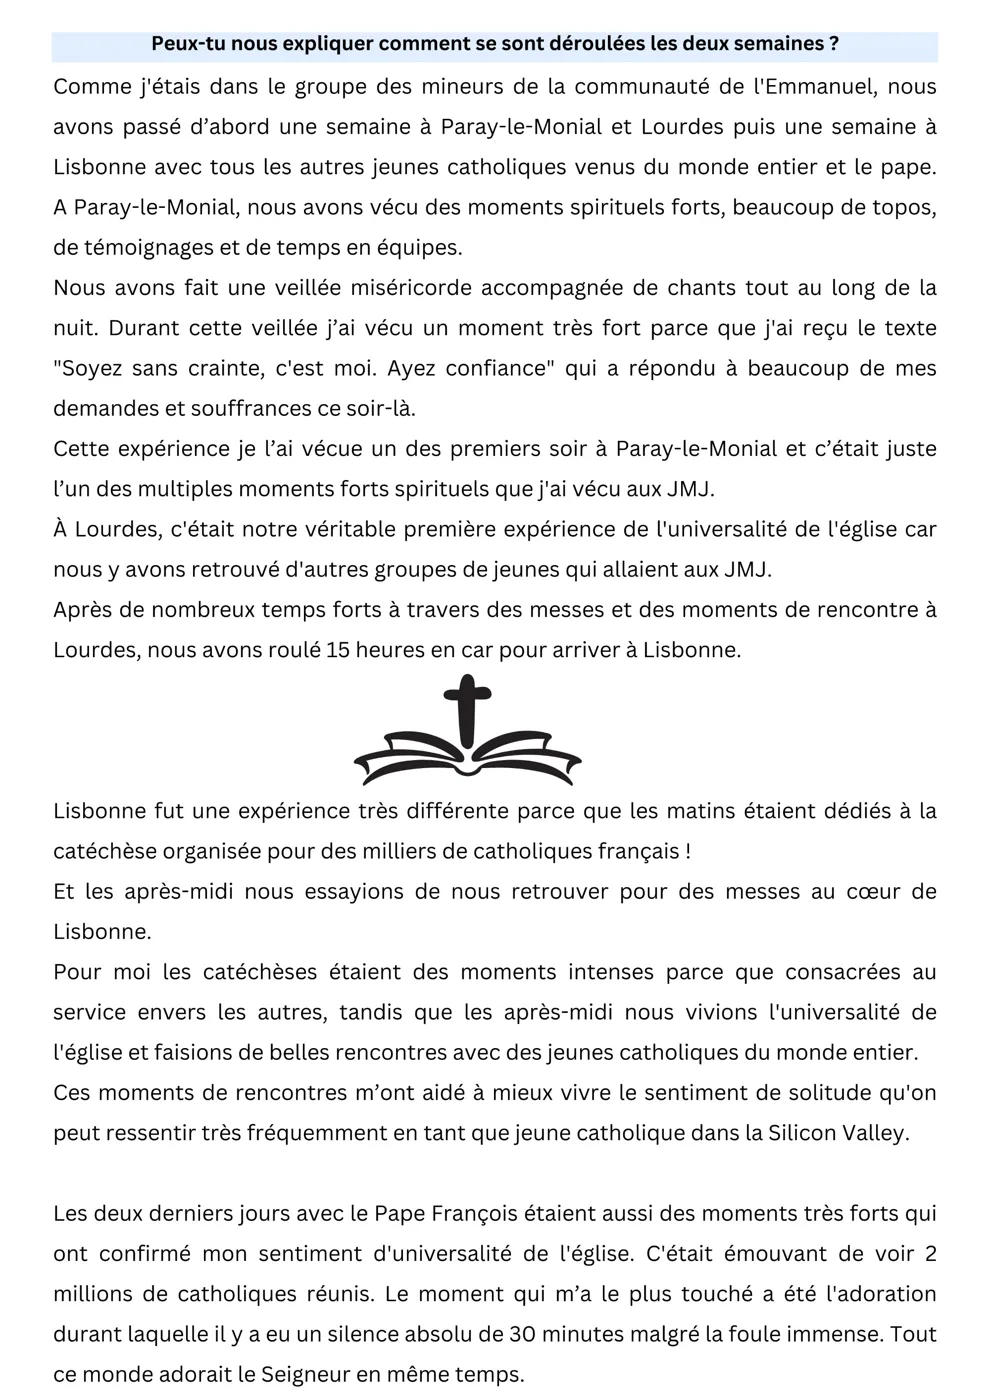 Peux-tu nous expliquer comment se sont déroulées les deux semaines ?
Comme j'étais dans le groupe des mineurs de la communauté de l'Emmanuel, nous
avons passé d’abord une semaine à Paray-le-Monial et Lourdes puis une semaine à
Lisbonne avec tous les autres jeunes catholiques venus du monde entier et le pape.
A Paray-le-Monial, nous avons vécu des moments spirituels forts, beaucoup de topos,
de témoignages et de temps en équipes.
Nous avons fait une veillée miséricorde accompagnée de chants tout au long de la
nuit. Durant cette veillée j’ai vécu un moment très fort parce que j'ai reçu le texte
"Soyez sans crainte, c'est moi. Ayez confiance" qui a répondu à beaucoup de mes
demandes et souffrances ce soir-là.
Cette expérience je l’ai vécue un des premiers soir à Paray-le-Monial et c’était juste
l’un des multiples moments forts spirituels que j'ai vécu aux JMJ.
À Lourdes, c'était notre véritable première expérience de l'universalité de l'église car
nous y avons retrouvé d'autres groupes de jeunes qui allaient aux JMJ.
Après de nombreux temps forts à travers des messes et des moments de rencontre à
Lourdes, nous avons roulé 15 heures en car pour arriver à Lisbonne.
Lisbonne fut une expérience très différente parce que les matins étaient dédiés à la
catéchèse organisée pour des milliers de catholiques français !
Et les après-midi nous essayions de nous retrouver pour des messes au cœur de
Lisbonne.
Pour moi les catéchèses étaient des moments intenses parce que consacrées au
service envers les autres, tandis que les après-midi nous vivions l'universalité de
l'église et faisions de belles rencontres avec des jeunes catholiques du monde entier.
Ces moments de rencontres m’ont aidé à mieux vivre le sentiment de solitude qu'on
peut ressentir très fréquemment en tant que jeune catholique dans la Silicon Valley.
Les deux derniers jours avec le Pape François étaient aussi des moments très forts qui
ont confirmé mon sentiment d'universalité de l'église. C'était émouvant de voir 2
millions de catholiques réunis. Le moment qui m’a le plus touché a été l'adoration
durant laquelle il y a eu un silence absolu de 30 minutes malgré la foule immense. Tout
ce monde adorait le Seigneur en même temps.